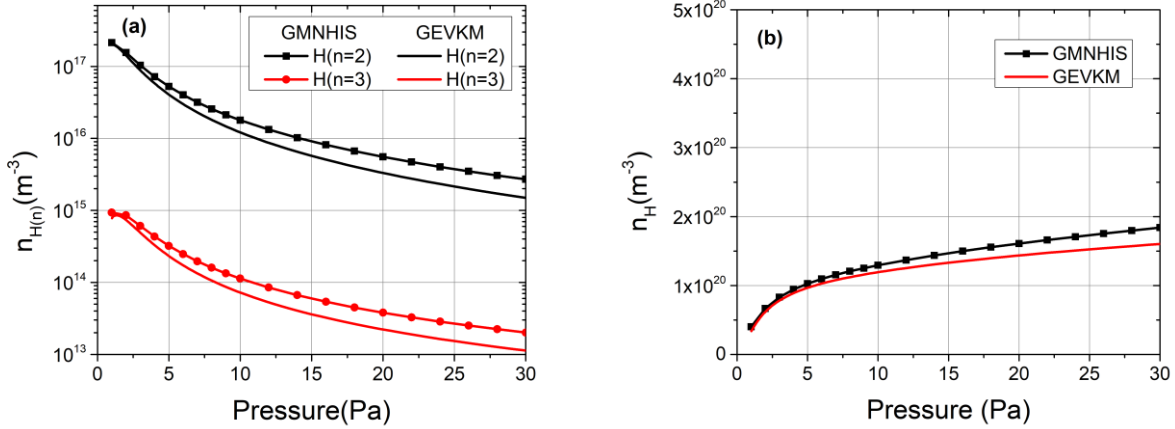 (a)
GMNHIS GEVKM
H(n=2) H(n=2)
H(n=3) H(n=3)
10^17
10^16
10^15
10^14
10^13
n_H(n)(m^-3)
0 5 10 15 20 25 30
Pressure(Pa)
(b)
GMNHIS
GEVKM
5x10^20
4x10^20
3x10^20
2x10^20
1x10^20
0
n_H(m^-3)
0 5 10 15 20 25 30
Pressure (Pa)